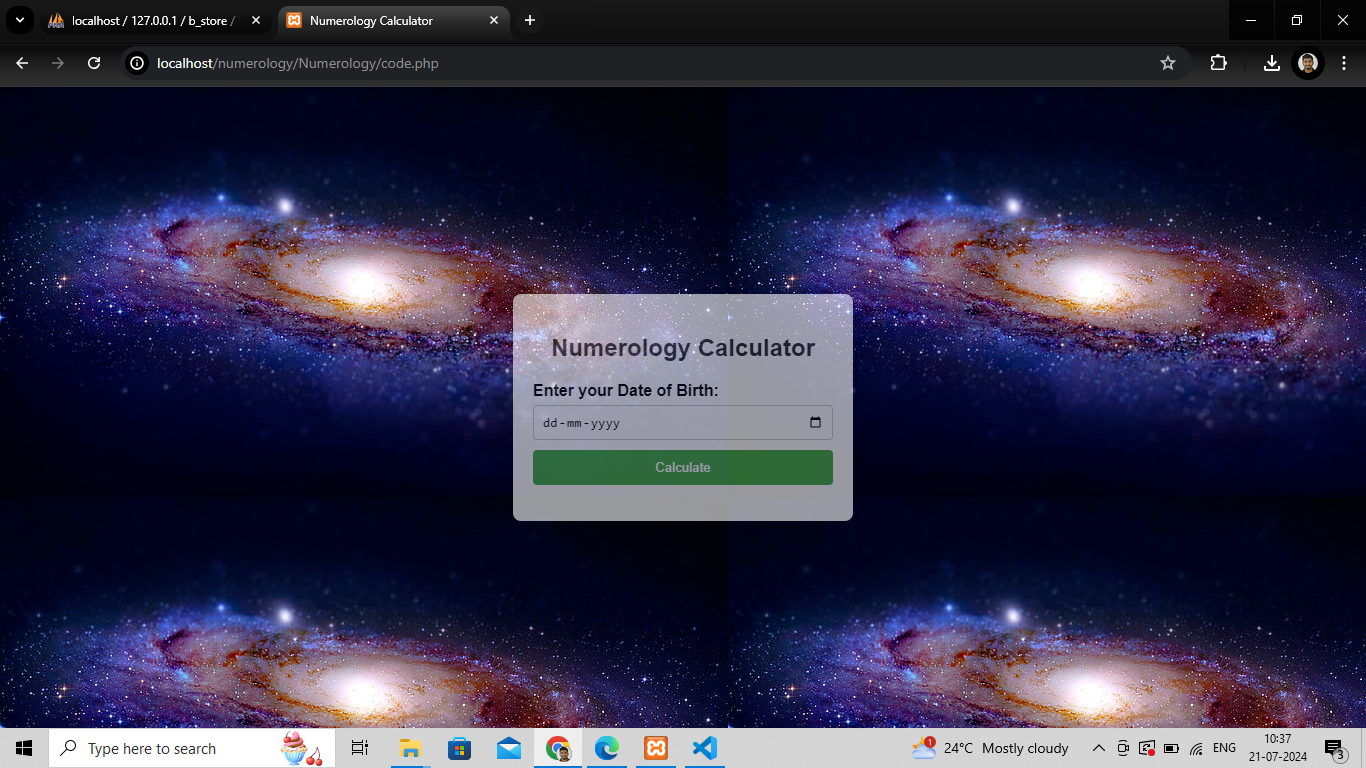 localhost / 127.0.0.1 / b_store /
Numerology Calculator
localhost/numerology/Numerology/code.php
Numerology Calculator
Enter your Date of Birth:
dd-mm-yyyy
Calculate
Type here to search
1
24°C Mostly cloudy
ENG
10:37
21-07-2024
3